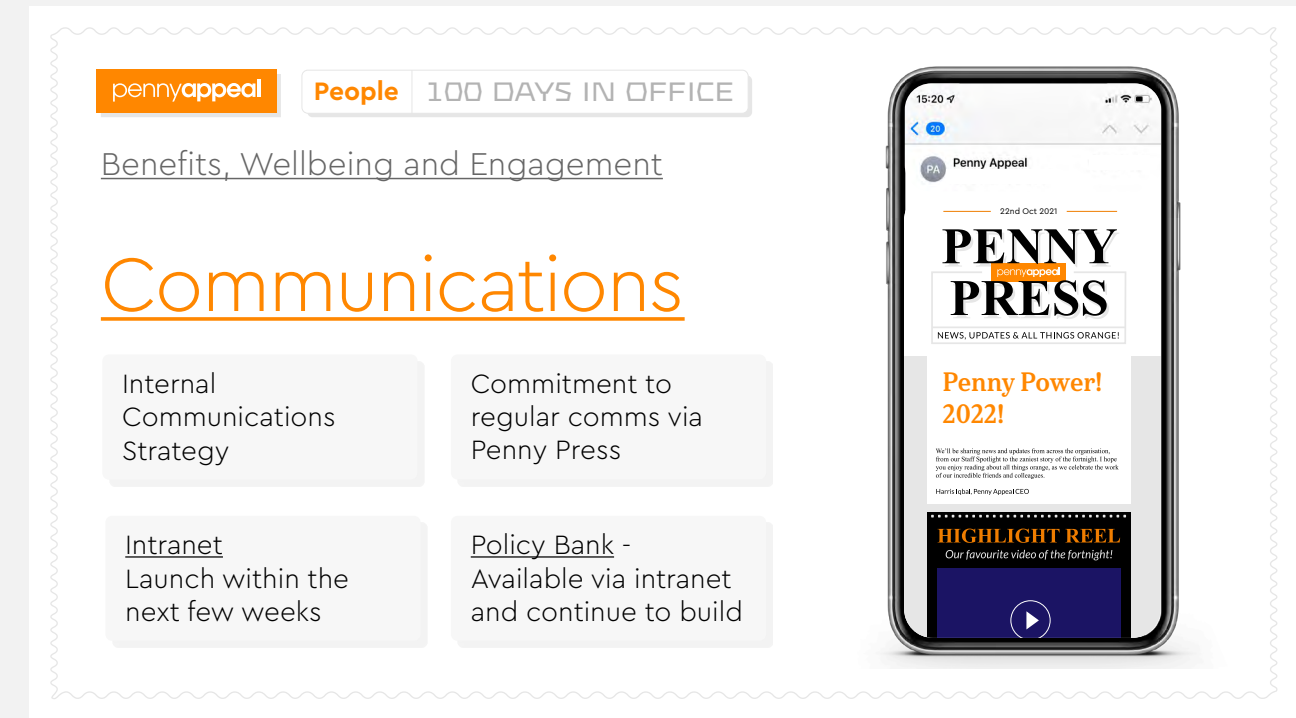 pennyappeal
People 100 DAYS IN OFFICE
Benefits, Wellbeing and Engagement
Communications
Internal
Communications
Strategy
Commitment to
regular comms via
Penny Press
Intranet
Launch within the
next few weeks
Policy Bank -
Available via intranet
and continue to build
15:20
20
PA
Penny Appeal
22nd Oct 2021
PENNY
pennyappeal
PRESS
NEWS, UPDATES & ALL THINGS ORANGE!
Penny Power!
2022!
We'll be sharing news and updates from across the organisation,
from our Staff Spotlight to the zaniest story of the fortnight. I hope
you enjoy reading about all things orange, as we celebrate the work
of our incredible friends and colleagues.
Harris Iqbal, Penny Appeal CEO
HIGHLIGHT REEL
Our favourite video of the fortnight!